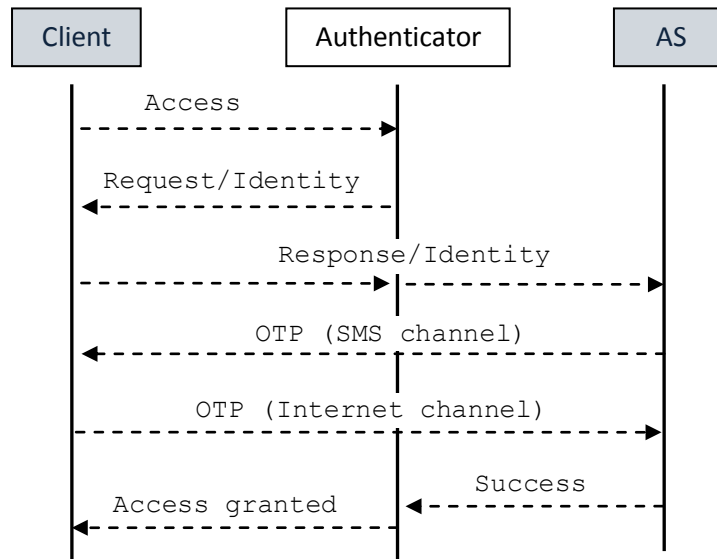 Client
Authenticator
AS
Access
Request/Identity
Response/Identity
OTP (SMS channel)
OTP (Internet channel)
Success
Access granted